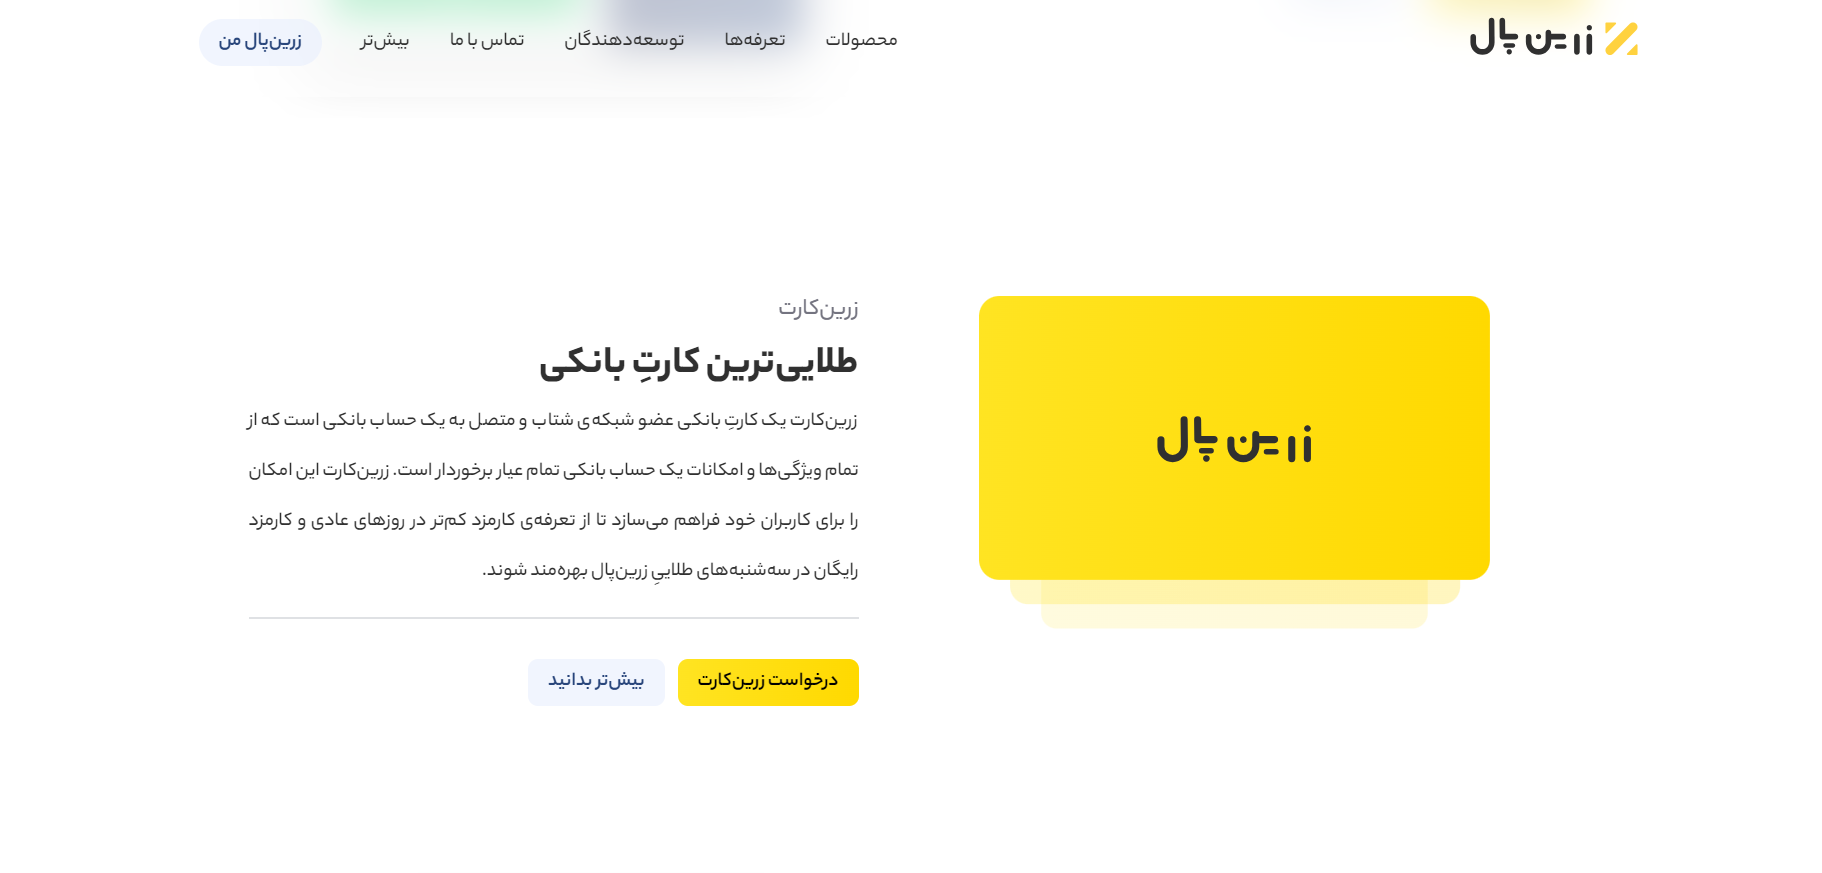 زرین پال
محصولات
تعرفه‌ها
توسعه‌دهندگان
تماس با ما
بیش‌تر
زرین‌پال من
زرین پال
زرین‌کارت
طلایی‌ترین کارتِ بانکی
زرین‌کارت یک کارتِ بانکی عضو شبکه‌ی شتاب و متصل به یک حساب بانکی است که از
تمام ویژگی‌ها و امکانات یک حساب بانکی تمام عیار برخوردار است. زرین‌کارت این امکان
را برای کاربران خود فراهم می‌سازد تا از تعرفه‌ی کارمزد کم‌تر در روزهای عادی و کارمزد
رایگان در سه‌شنبه‌های طلاییِ زرین‌پال بهره‌مند شوند.
درخواست زرین‌کارت
بیش‌تر بدانید